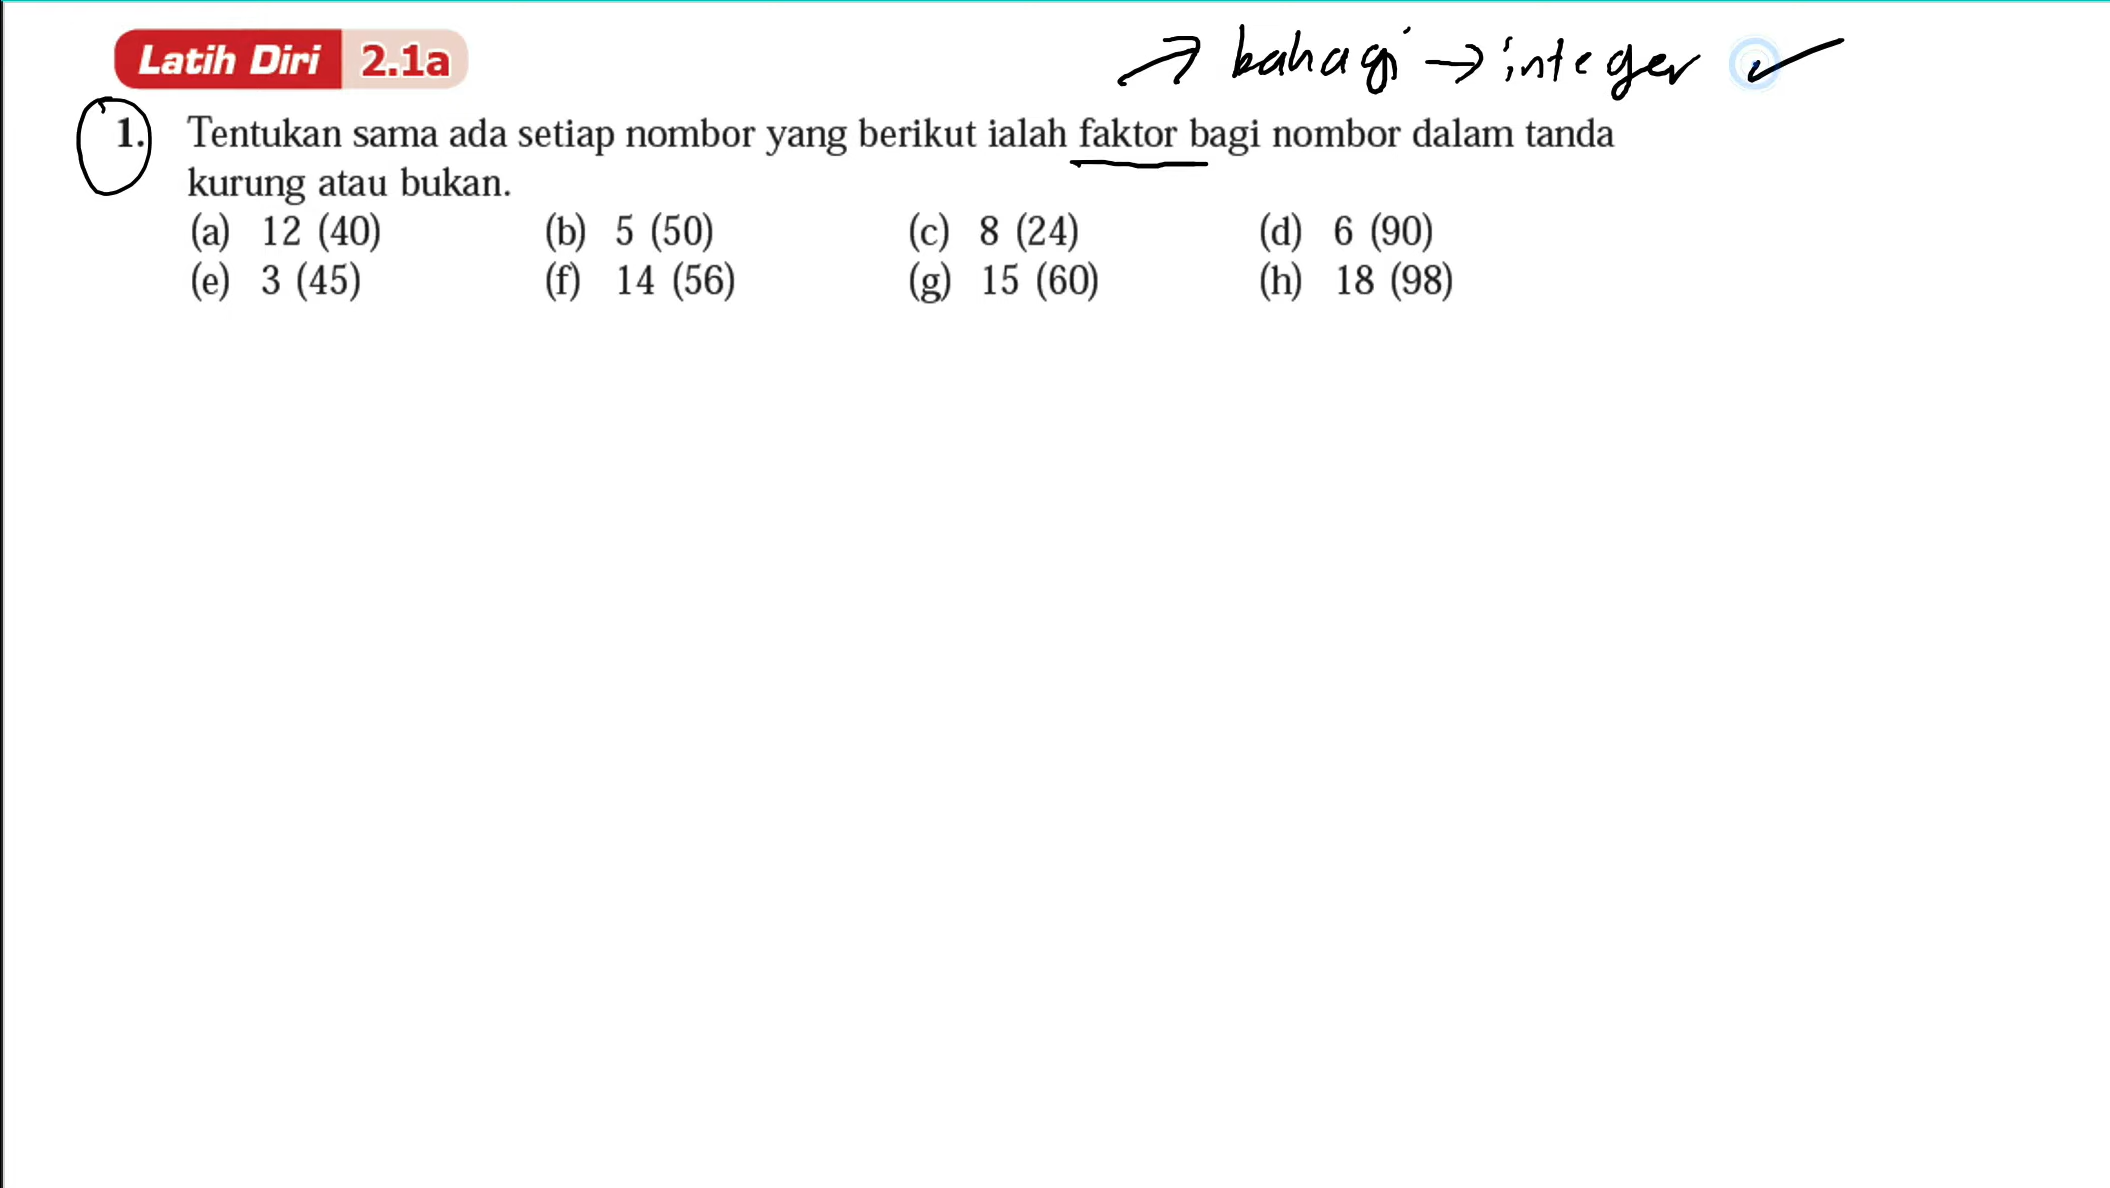 Latih Diri 2.1a
→ bahagi → integer ✓
1. Tentukan sama ada setiap nombor yang berikut ialah faktor bagi nombor dalam tanda
kurung atau bukan.
(a) 12 (40) (b) 5 (50) (c) 8 (24) (d) 6 (90)
(e) 3 (45) (f) 14 (56) (g) 15 (60) (h) 18 (98)